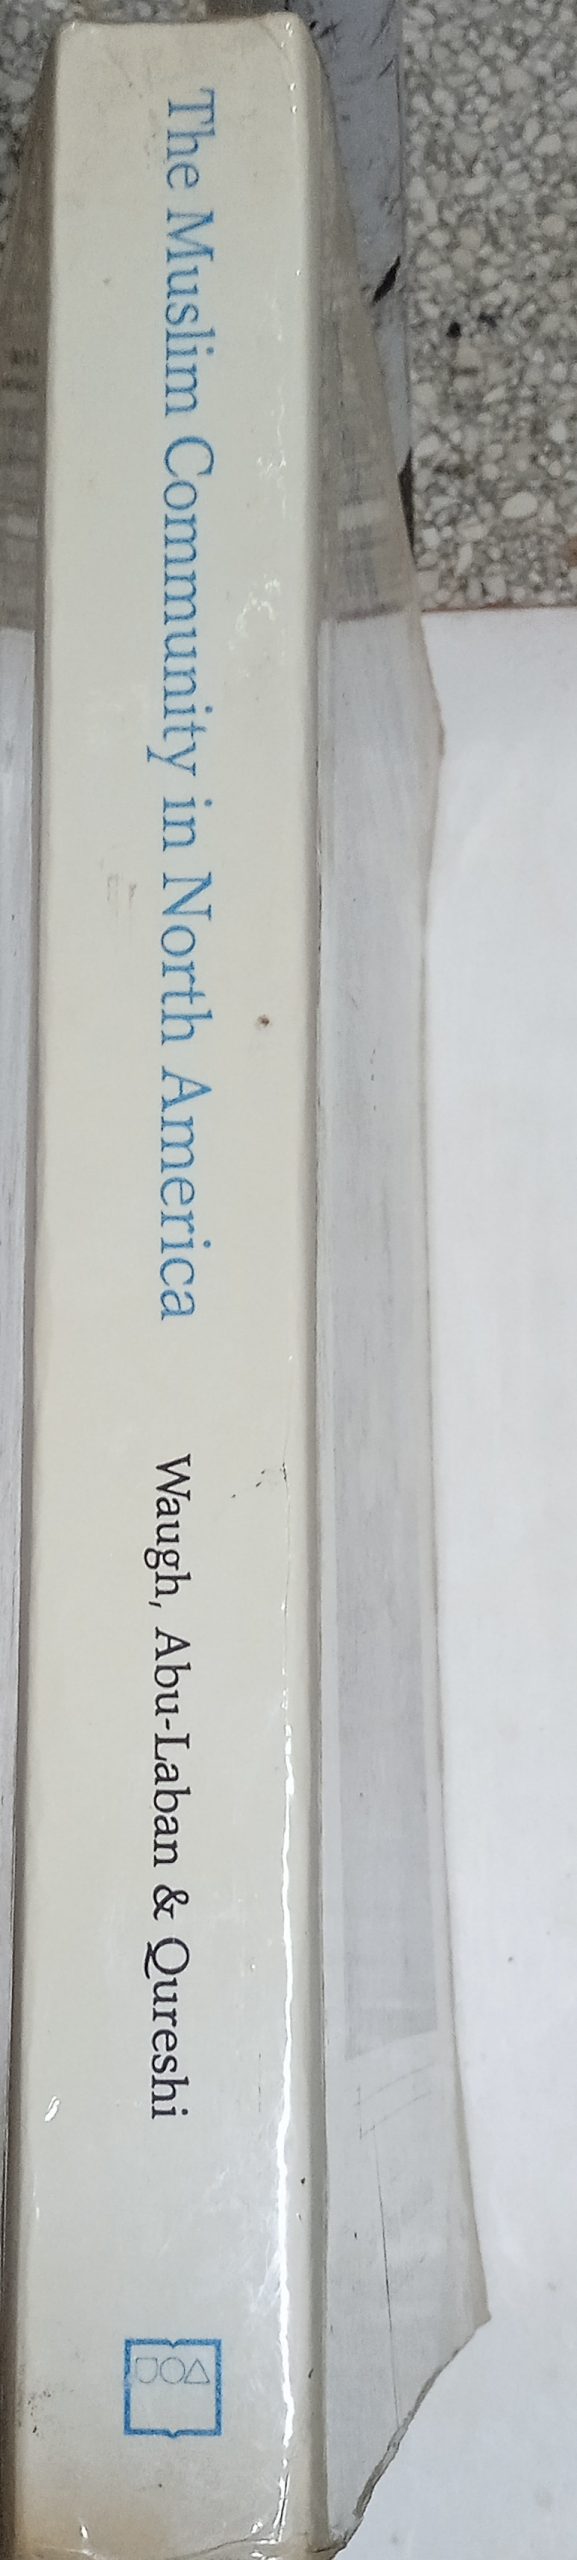 The Muslim Community in North America
Waugh, Abu-Laban & Qureshi